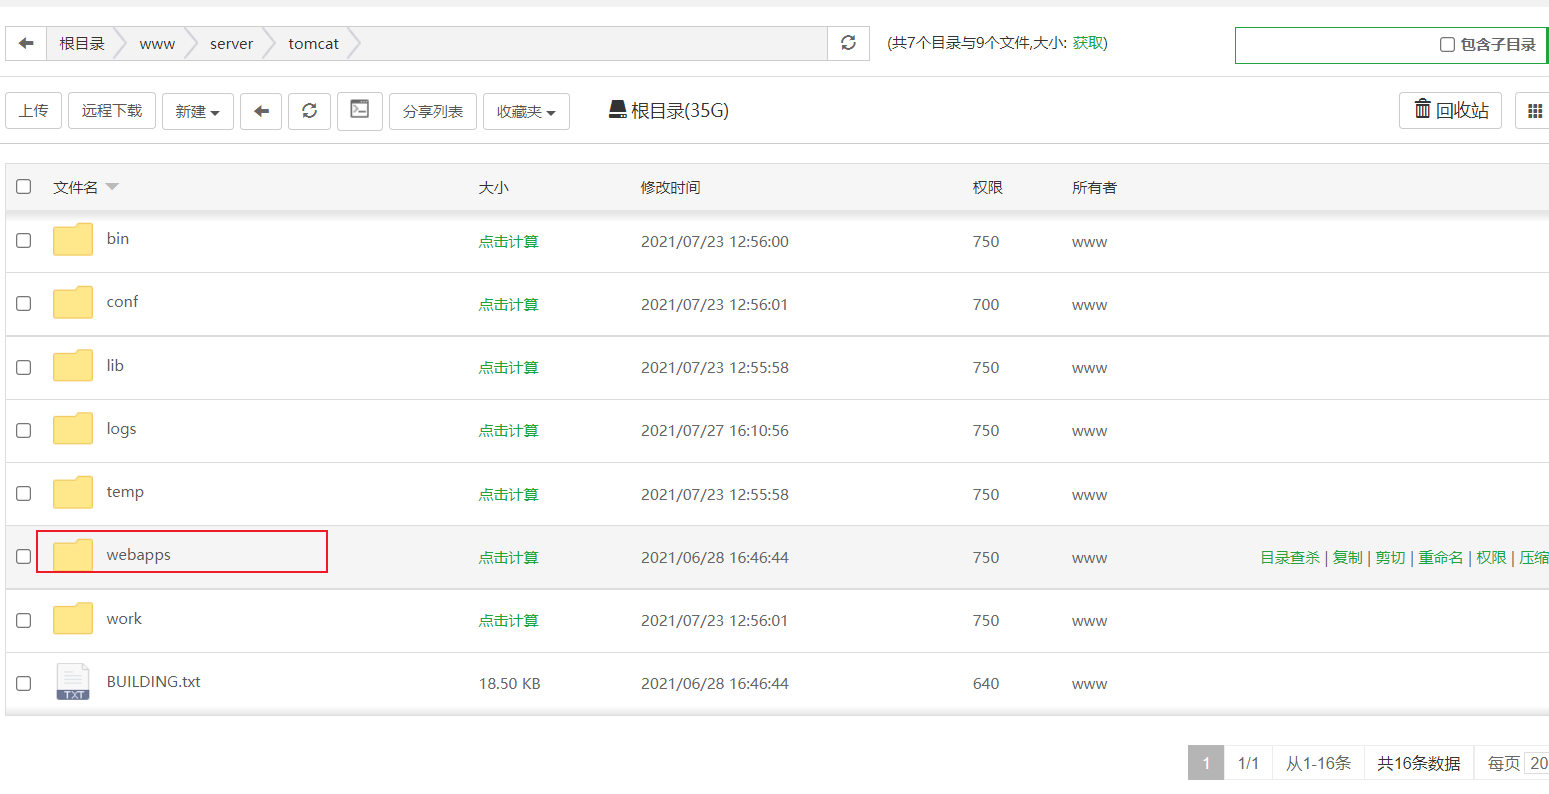 根目录 www server tomcat (共7个目录与9个文件,大小: 获取) 包含子目录
上传 远程下载 新建 分享列表 收藏夹 根目录(35G) 回收站
文件名 大小 修改时间 权限 所有者
bin 点击计算 2021/07/23 12:56:00 750 www
conf 点击计算 2021/07/23 12:56:01 700 www
lib 点击计算 2021/07/23 12:55:58 750 www
logs 点击计算 2021/07/27 16:10:56 750 www
temp 点击计算 2021/07/23 12:55:58 750 www
webapps 点击计算 2021/06/28 16:46:44 750 www 目录查杀 | 复制 | 剪切 | 重命名 | 权限 | 压缩
work 点击计算 2021/07/23 12:56:01 750 www
TXT BUILDING.txt 18.50 KB 2021/06/28 16:46:44 640 www
1 1/1 从1-16条 共16条数据 每页 20